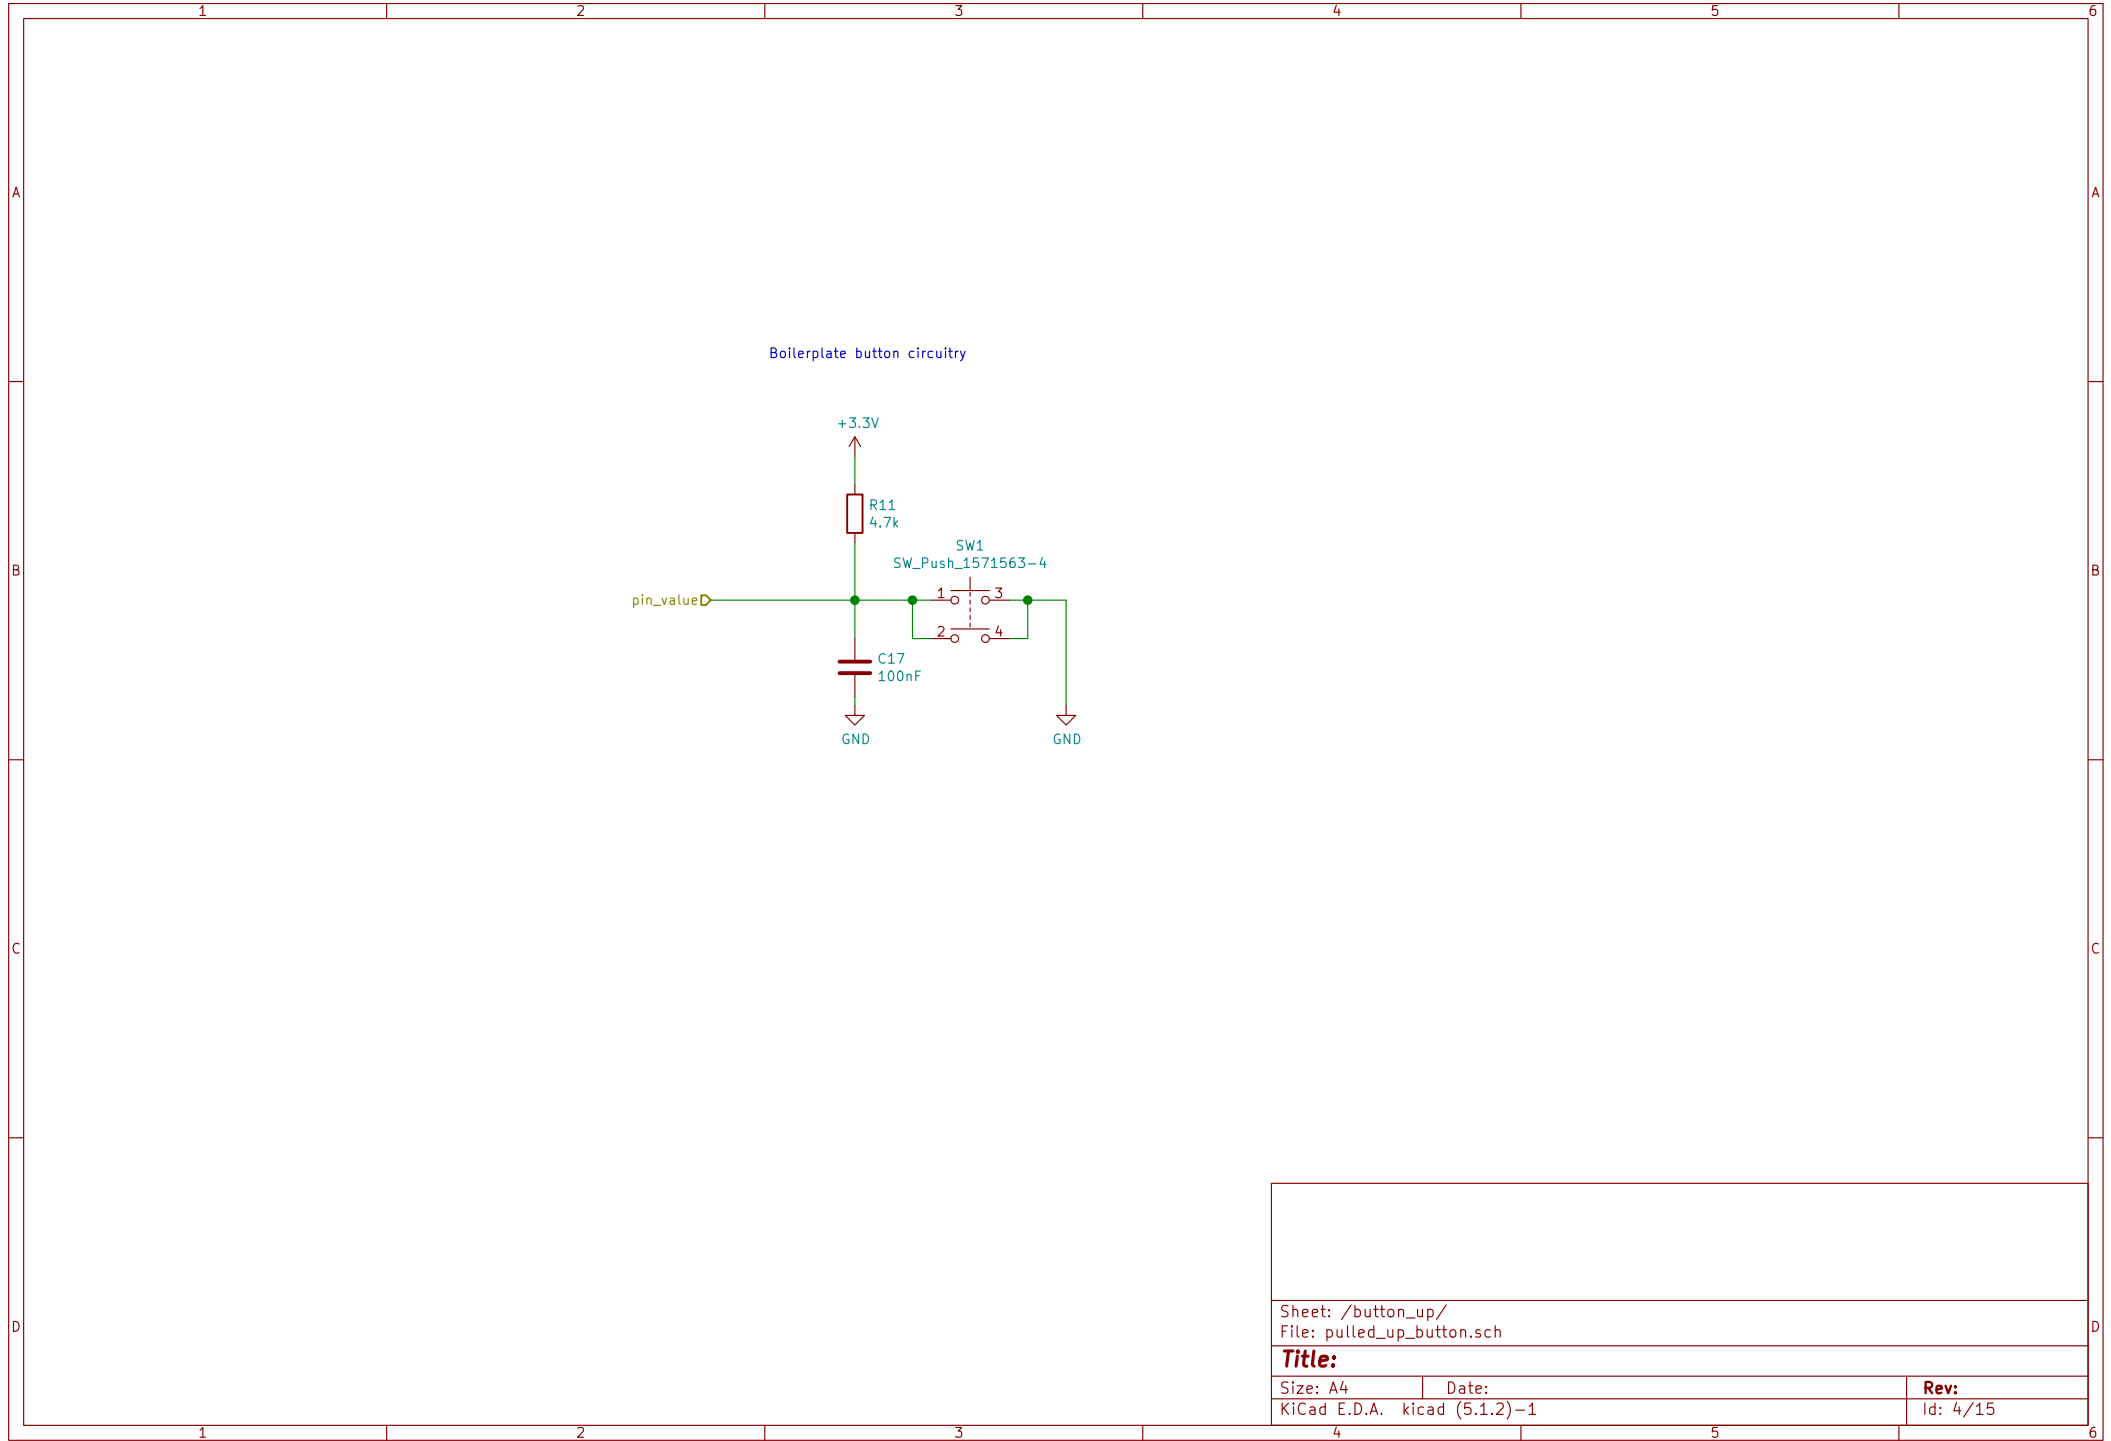 1 2 3 4 5 6
A A
Boilerplate button circuitry
+3.3V
R11
4.7k
SW1
SW_Push_1571563-4
B B
pin_value
1 3
2 4
C17
100nF
GND GND
C C
Sheet: /button_up/
File: pulled_up_button.sch
D D
Title:
Size: A4 Date: Rev:
KiCad E.D.A. kicad (5.1.2)-1 Id: 4/15
1 2 3 4 5 6